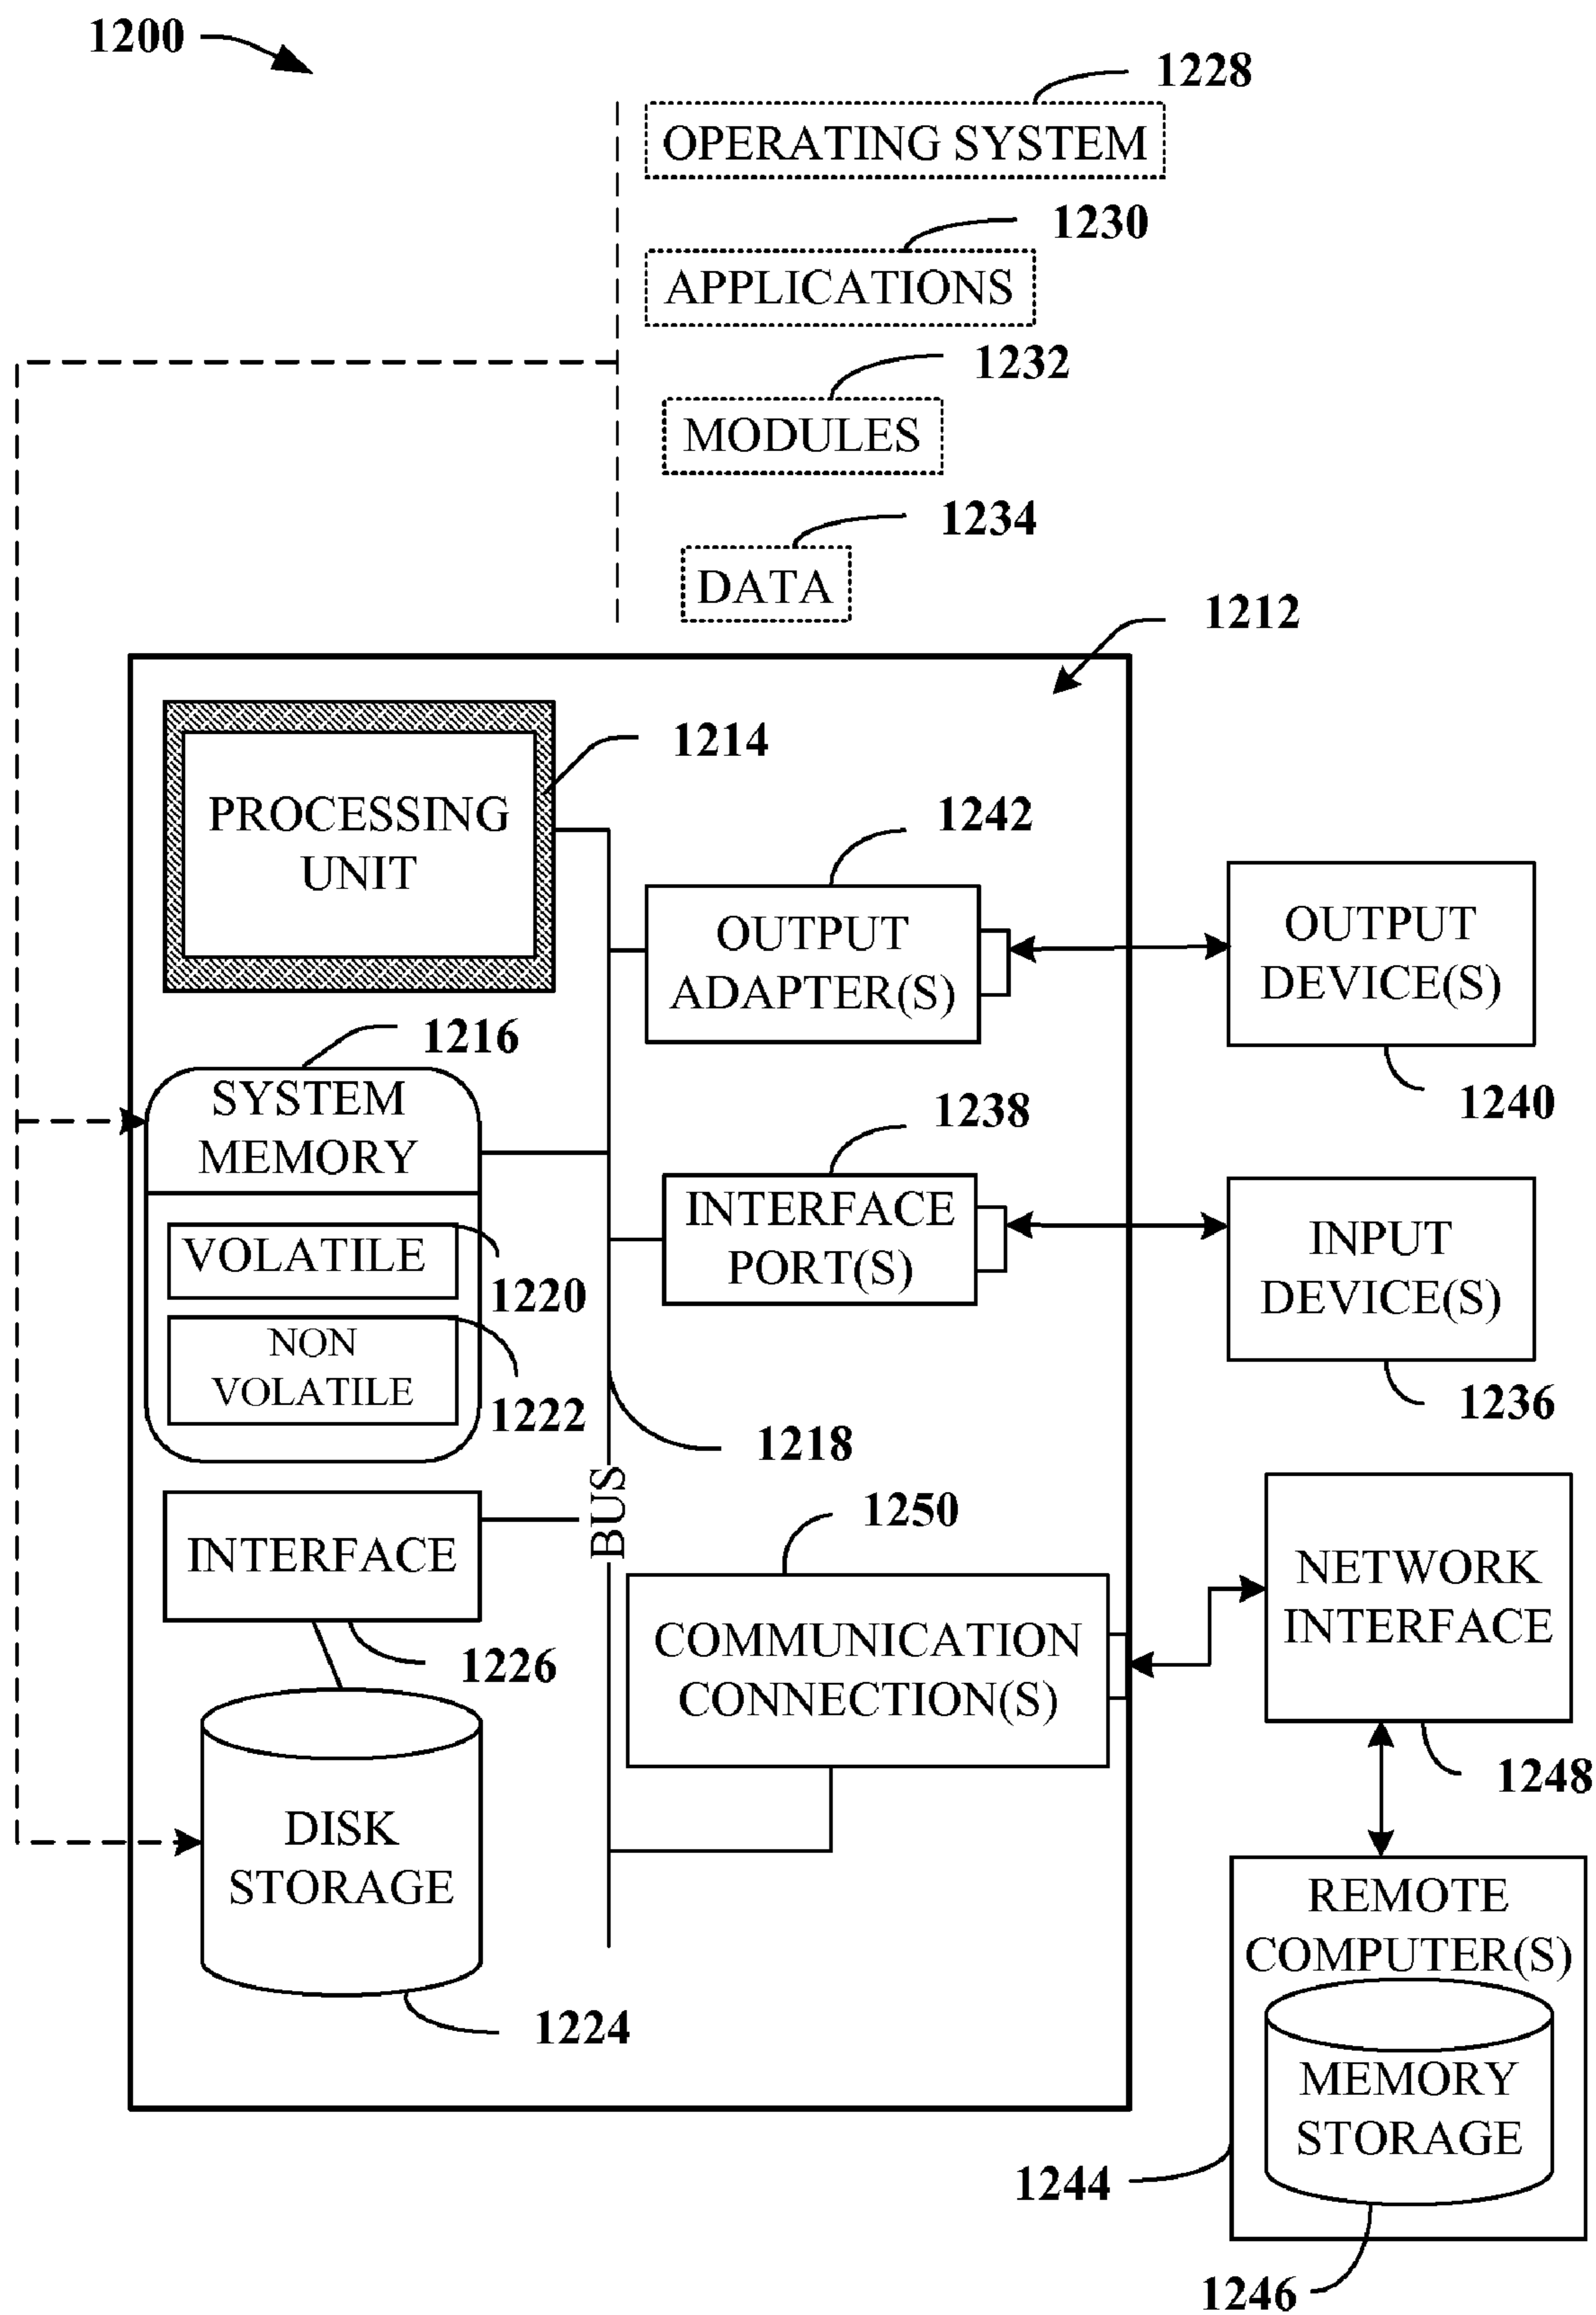 1200
1228
OPERATING SYSTEM
1230
APPLICATIONS
1232
MODULES
1234
DATA
1212
1214
PROCESSING
UNIT
1242
OUTPUT
ADAPTER(S)
OUTPUT
DEVICE(S)
1240
1216
SYSTEM
MEMORY
1238
INTERFACE
PORT(S)
INPUT
DEVICE(S)
1236
VOLATILE
1220
NON
VOLATILE
1222
1218
BUS
1250
INTERFACE
1226
COMMUNICATION
CONNECTION(S)
NETWORK
INTERFACE
1248
DISK
STORAGE
1224
REMOTE
COMPUTER(S)
MEMORY
STORAGE
1244
1246